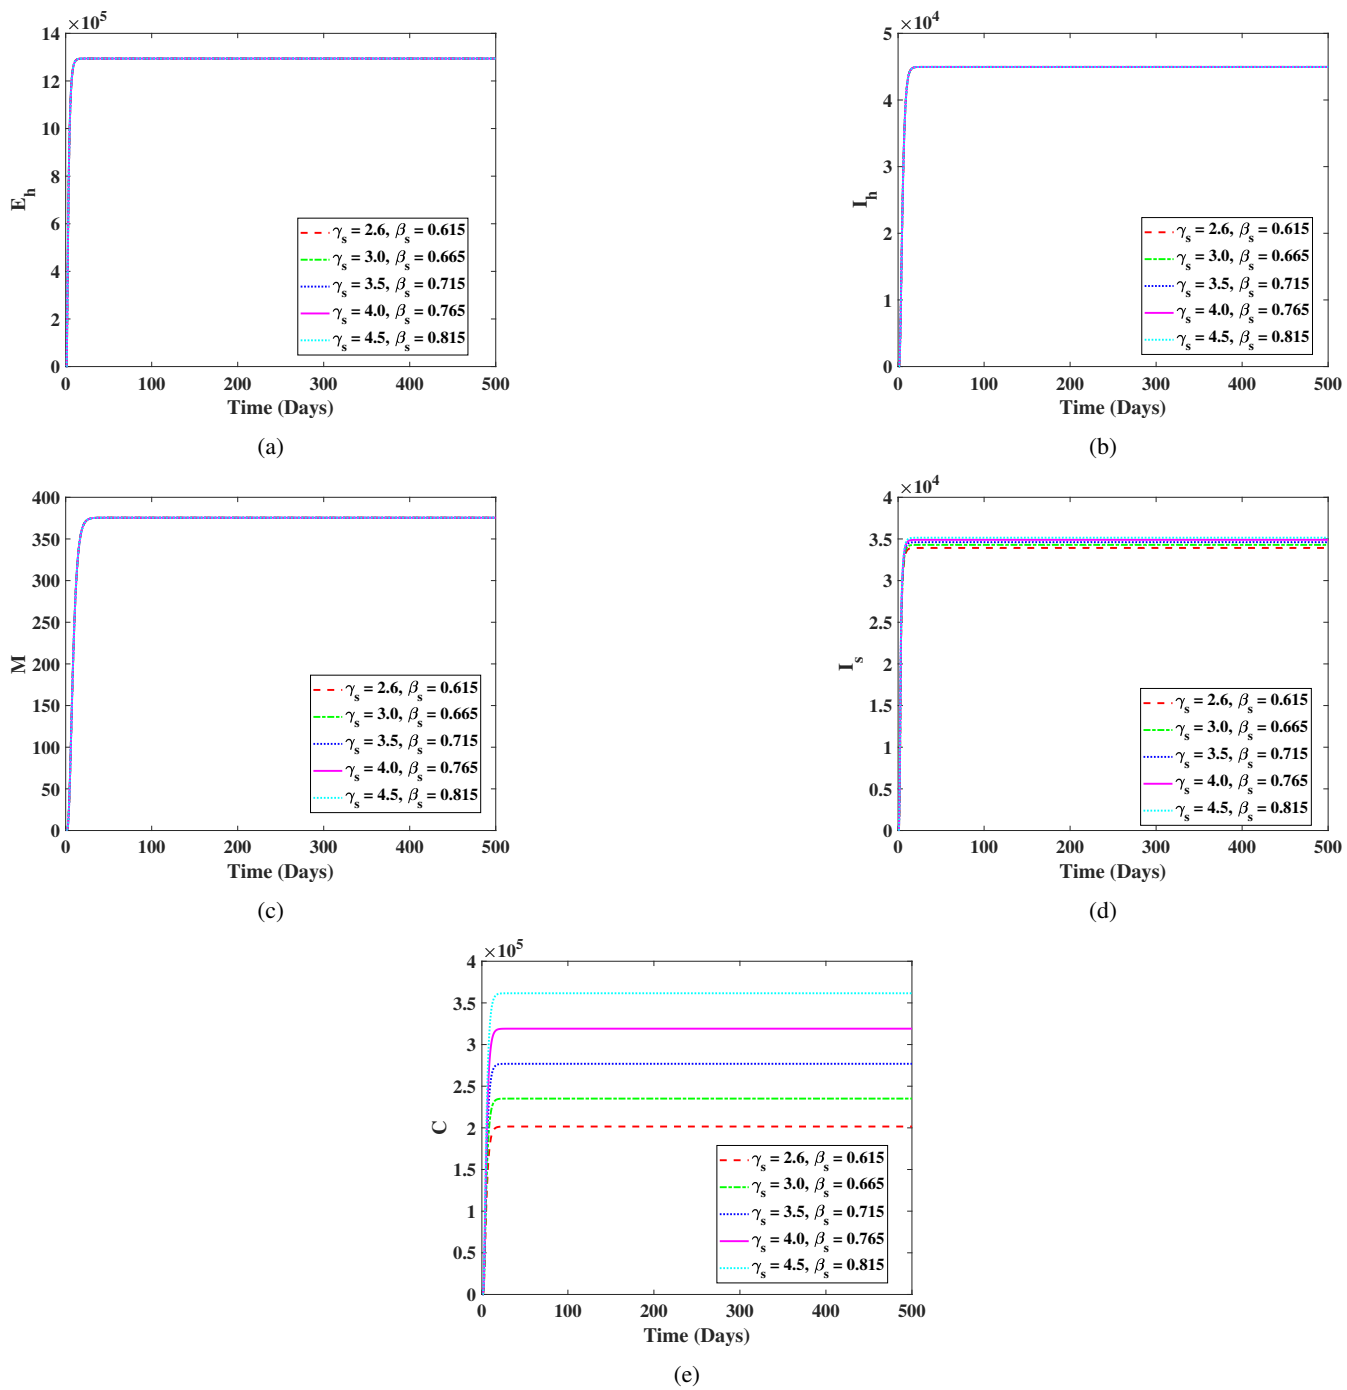 ×10⁵
14
12
10
8
6
4
2
0
E_h
0 100 200 300 400 500
Time (Days)
γ_s = 2.6, β_s = 0.615
γ_s = 3.0, β_s = 0.665
γ_s = 3.5, β_s = 0.715
γ_s = 4.0, β_s = 0.765
γ_s = 4.5, β_s = 0.815
(a)
×10⁴
5
4
3
2
1
0
I_h
0 100 200 300 400 500
Time (Days)
γ_s = 2.6, β_s = 0.615
γ_s = 3.0, β_s = 0.665
γ_s = 3.5, β_s = 0.715
γ_s = 4.0, β_s = 0.765
γ_s = 4.5, β_s = 0.815
(b)
400
350
300
250
200
150
100
50
0
M
0 100 200 300 400 500
Time (Days)
γ_s = 2.6, β_s = 0.615
γ_s = 3.0, β_s = 0.665
γ_s = 3.5, β_s = 0.715
γ_s = 4.0, β_s = 0.765
γ_s = 4.5, β_s = 0.815
(c)
×10⁴
4
3.5
3
2.5
2
1.5
1
0.5
0
I_s
0 100 200 300 400 500
Time (Days)
γ_s = 2.6, β_s = 0.615
γ_s = 3.0, β_s = 0.665
γ_s = 3.5, β_s = 0.715
γ_s = 4.0, β_s = 0.765
γ_s = 4.5, β_s = 0.815
(d)
×10⁵
4
3.5
3
2.5
2
1.5
1
0.5
0
C
0 100 200 300 400 500
Time (Days)
γ_s = 2.6, β_s = 0.615
γ_s = 3.0, β_s = 0.665
γ_s = 3.5, β_s = 0.715
γ_s = 4.0, β_s = 0.765
γ_s = 4.5, β_s = 0.815
(e)